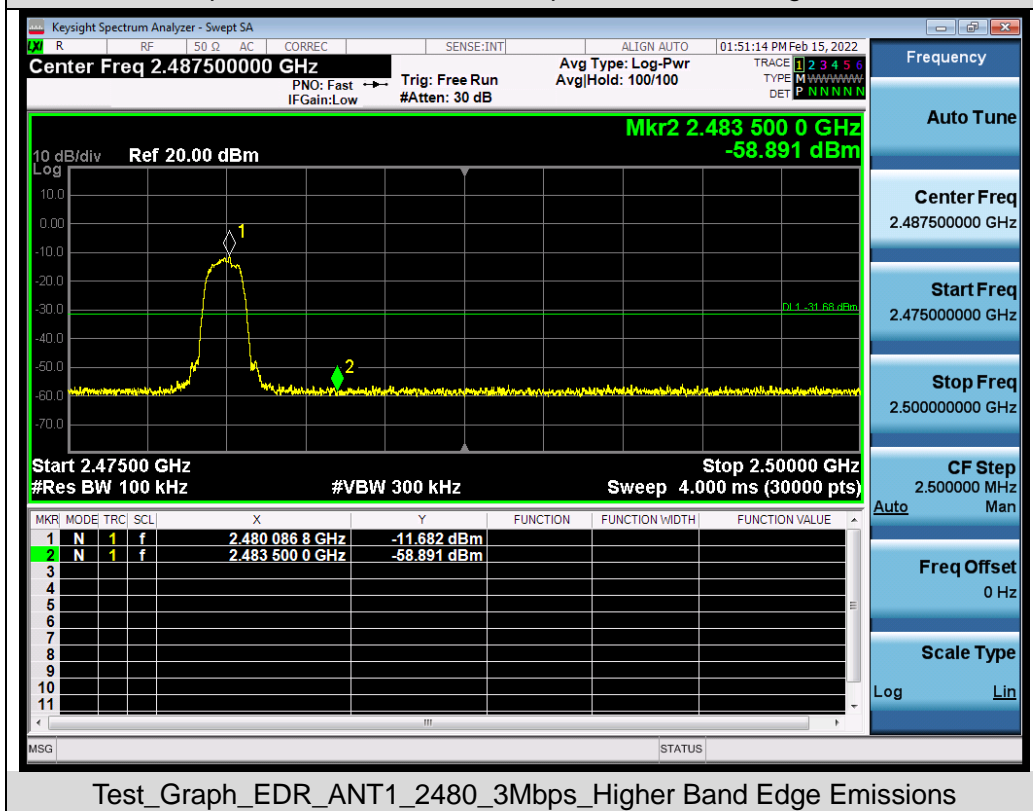 Keysight Spectrum Analyzer - Swept SA
LXI R RF 50 Ω AC CORREC SENSE:INT ALIGN AUTO 01:51:14 PM Feb 15, 2022
Center Freq 2.487500000 GHz
PNO: Fast
IFGain:Low
Trig: Free Run
#Atten: 30 dB
Avg Type: Log-Pwr
Avg|Hold: 100/100
TRACE 1 2 3 4 5 6
TYPE M WWWWW
DET P N N N N N
Mkr2 2.483 500 0 GHz
-58.891 dBm
10 dB/div Ref 20.00 dBm
Log
10.0
0.00
-10.0
-20.0
-30.0
-40.0
-50.0
-60.0
-70.0
1
2
DL1 -31.68 dBm
Start 2.47500 GHz Stop 2.50000 GHz
#Res BW 100 kHz #VBW 300 kHz Sweep 4.000 ms (30000 pts)
MKR MODE TRC SCL X Y FUNCTION FUNCTION WIDTH FUNCTION VALUE
1 N 1 f 2.480 086 8 GHz -11.682 dBm
2 N 1 f 2.483 500 0 GHz -58.891 dBm
3
4
5
6
7
8
9
10
11
MSG STATUS
Frequency
Auto Tune
Center Freq
2.487500000 GHz
Start Freq
2.475000000 GHz
Stop Freq
2.500000000 GHz
CF Step
2.500000 MHz
Auto Man
Freq Offset
0 Hz
Scale Type
Log Lin
Test_Graph_EDR_ANT1_2480_3Mbps_Higher Band Edge Emissions